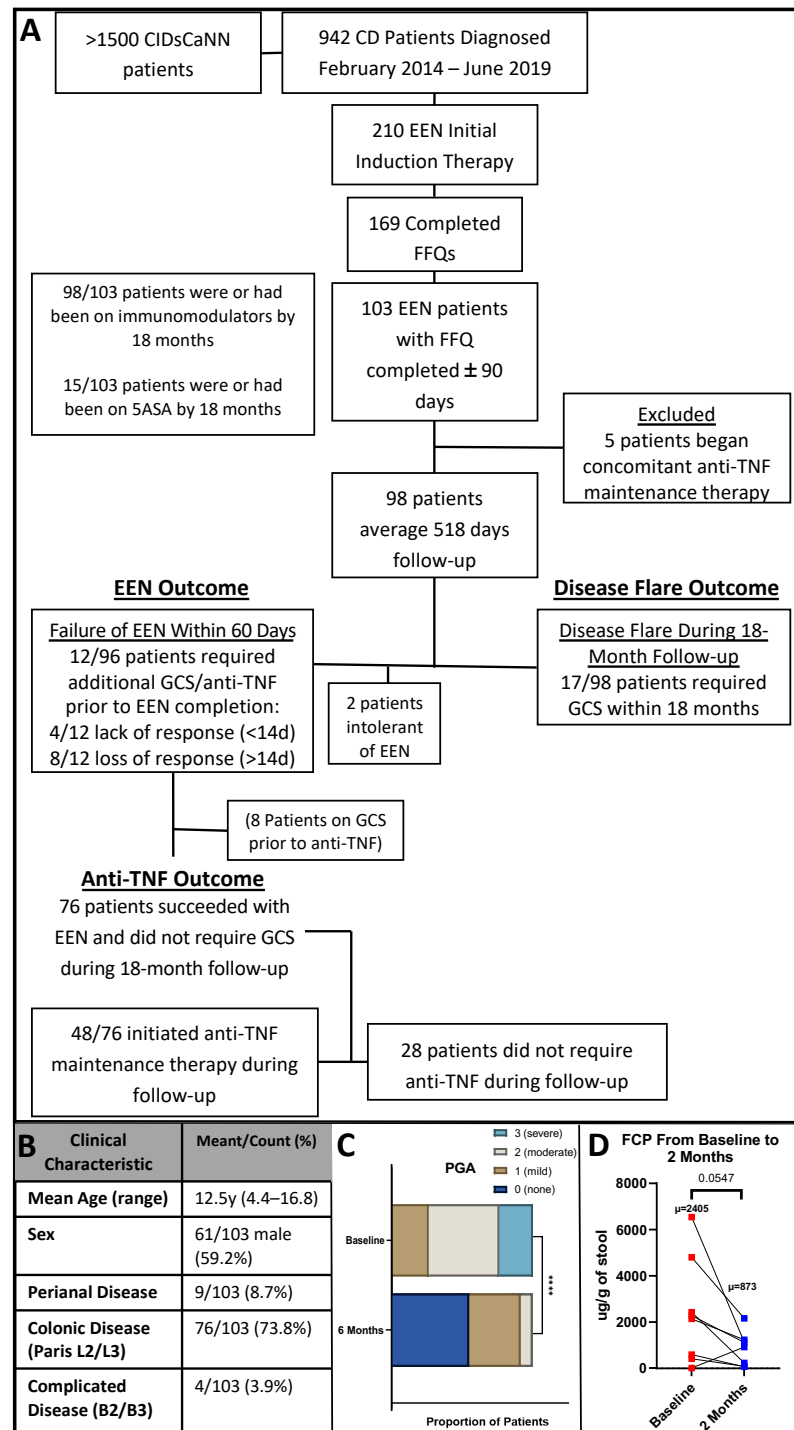 A
>1500 CIDsCaNN
patients
942 CD Patients Diagnosed
February 2014 – June 2019
210 EEN Initial
Induction Therapy
169 Completed
FFQs
98/103 patients were or had
been on immunomodulators by
18 months
15/103 patients were or had
been on 5ASA by 18 months
103 EEN patients
with FFQ
completed ± 90
days
Excluded
5 patients began
concomitant anti-TNF
maintenance therapy
98 patients
average 518 days
follow-up
EEN Outcome
Disease Flare Outcome
Failure of EEN Within 60 Days
12/96 patients required
additional GCS/anti-TNF
prior to EEN completion:
4/12 lack of response (<14d)
8/12 loss of response (>14d)
2 patients
intolerant
of EEN
Disease Flare During 18-
Month Follow-up
17/98 patients required
GCS within 18 months
(8 Patients on GCS
prior to anti-TNF)
Anti-TNF Outcome
76 patients succeeded with
EEN and did not require GCS
during 18-month follow-up
48/76 initiated anti-TNF
maintenance therapy during
follow-up
28 patients did not require
anti-TNF during follow-up
B
Clinical
Characteristic
Meant/Count (%)
Mean Age (range)
12.5y (4.4–16.8)
Sex
61/103 male
(59.2%)
Perianal Disease
9/103 (8.7%)
Colonic Disease
(Paris L2/L3)
76/103 (73.8%)
Complicated
Disease (B2/B3)
4/103 (3.9%)
C
3 (severe)
2 (moderate)
1 (mild)
0 (none)
PGA
Baseline
6 Months
****
Proportion of Patients
D
FCP From Baseline to
2 Months
0.0547
μ=2405
μ=873
8000
6000
4000
2000
0
ug/g of stool
Baseline
2 Months